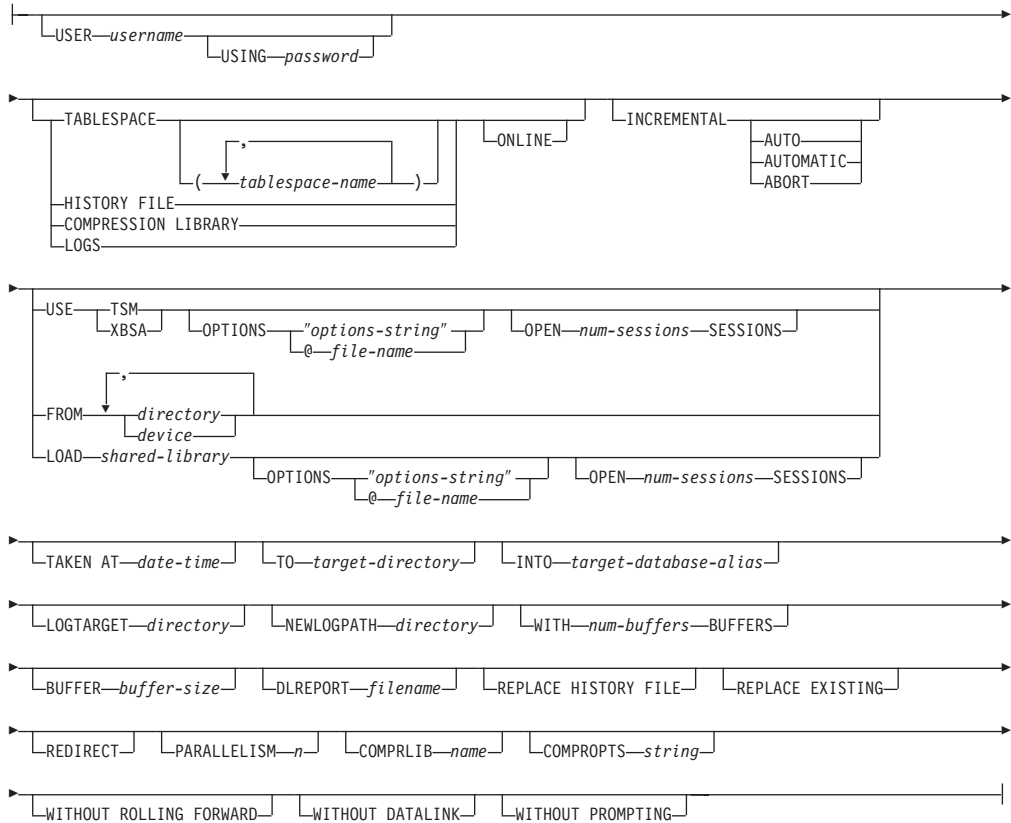 USER username
USING password
TABLESPACE INCREMENTAL
ONLINE AUTO
, AUTOMATIC
( tablespace-name ) ABORT
HISTORY FILE
COMPRESSION LIBRARY
LOGS
USE TSM
XBSA OPTIONS "options-string" OPEN num-sessions SESSIONS
@ file-name
,
FROM directory
device
LOAD shared-library
OPTIONS "options-string" OPEN num-sessions SESSIONS
@ file-name
TAKEN AT date-time TO target-directory INTO target-database-alias
LOGTARGET directory NEWLOGPATH directory WITH num-buffers BUFFERS
BUFFER buffer-size DLREPORT filename REPLACE HISTORY FILE REPLACE EXISTING
REDIRECT PARALLELISM n COMPRLIB name COMPROPTS string
WITHOUT ROLLING FORWARD WITHOUT DATALINK WITHOUT PROMPTING